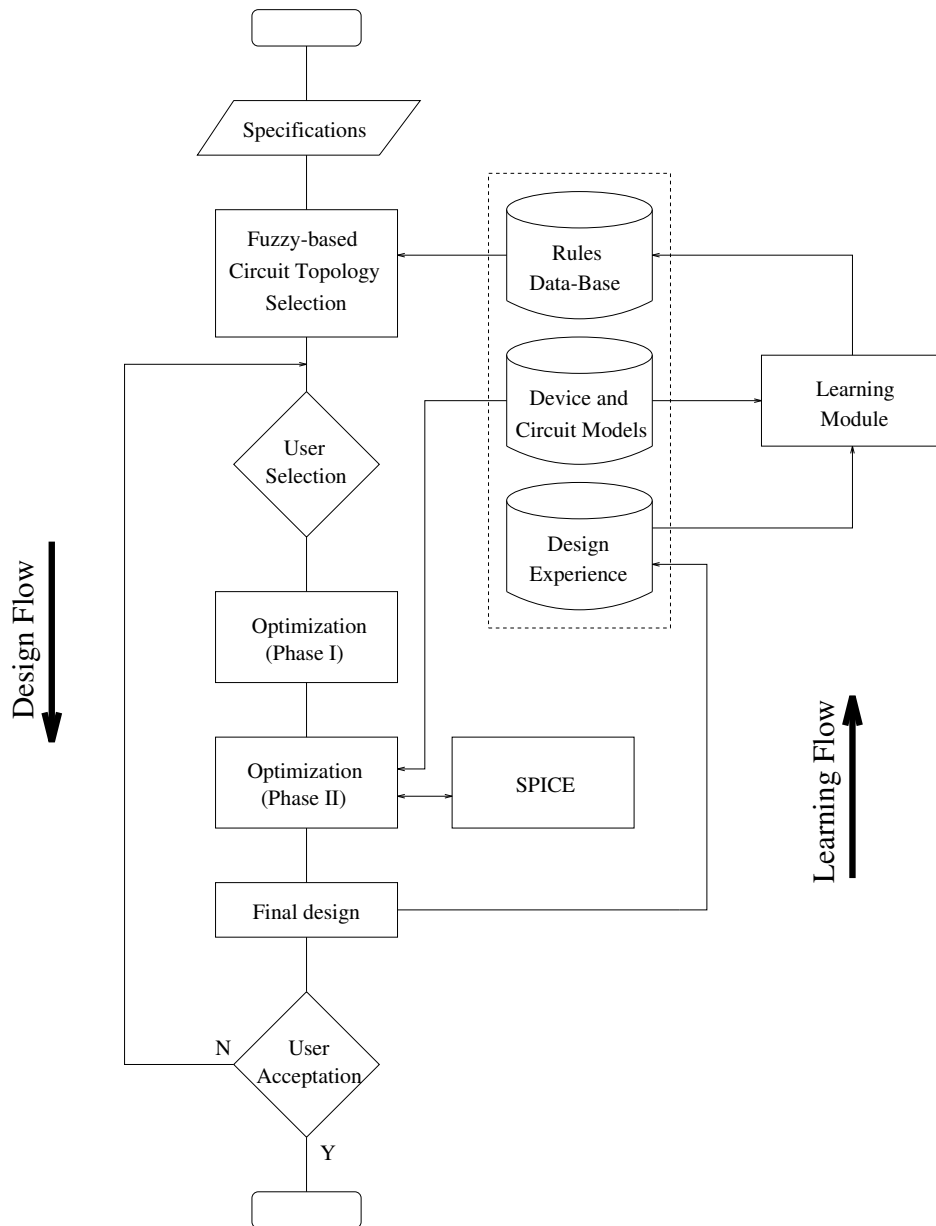 Specifications
Fuzzy-based
Circuit Topology
Selection
Rules
Data-Base
Device and
Circuit Models
Learning
Module
User
Selection
Design
Experience
Design Flow
Optimization
(Phase I)
Optimization
(Phase II)
SPICE
Learning Flow
Final design
N
User
Acceptation
Y